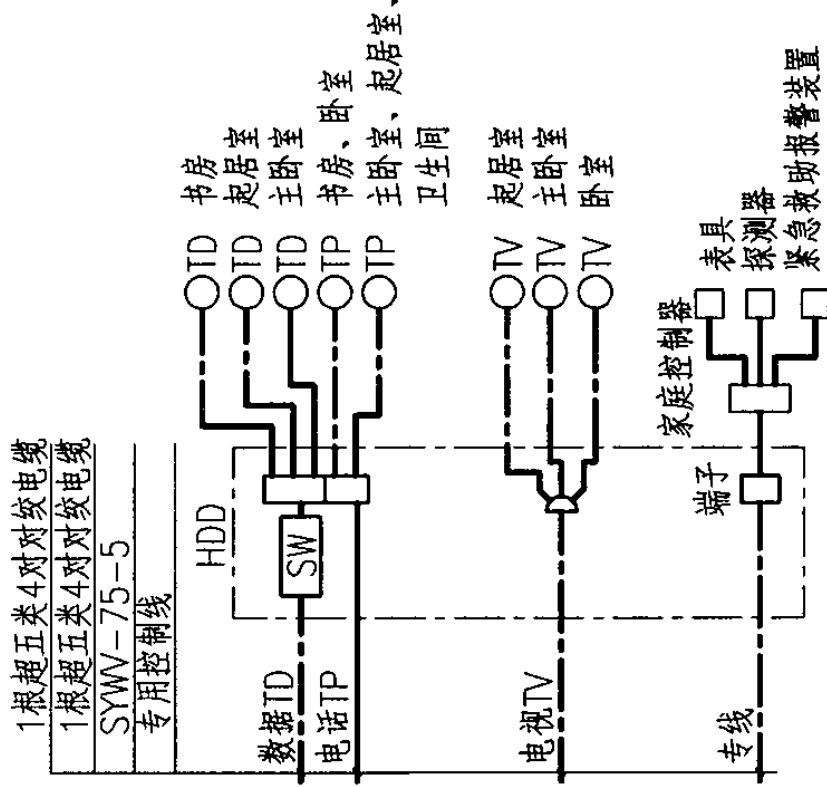 1根超五类4对对绞电缆
1根超五类4对对绞电缆
SYWV-75-5
专用控制线
HDD
SW
数据TD
电话TP
电视TV
专线
端子
家庭控制器
TD
TD
TD
TP
TP
TV
TV
TV
书房
起居室
主卧室
书房、卧室
主卧室、起居室、
卫生间
起居室
主卧室
卧室
表具
探测器
紧急救助报警装置